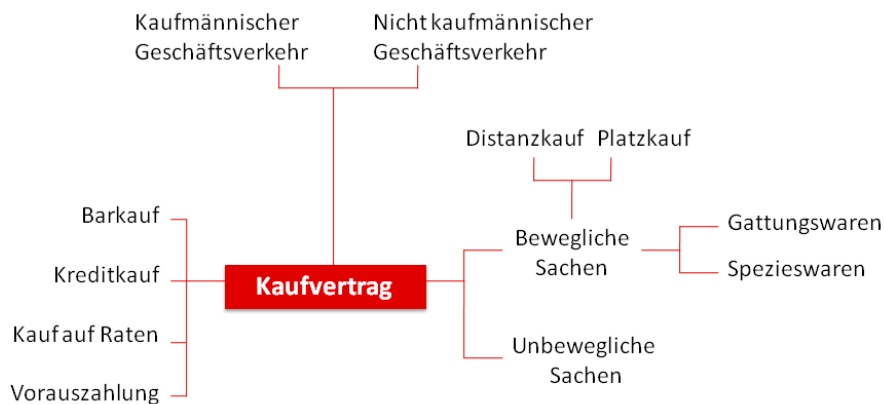 Kaufmännischer
Geschäftsverkehr
Nicht kaufmännischer
Geschäftsverkehr
Distanzkauf
Platzkauf
Barkauf
Kreditkauf
Kauf auf Raten
Vorauszahlung
Kaufvertrag
Bewegliche
Sachen
Gattungswaren
Spezieswaren
Unbewegliche
Sachen